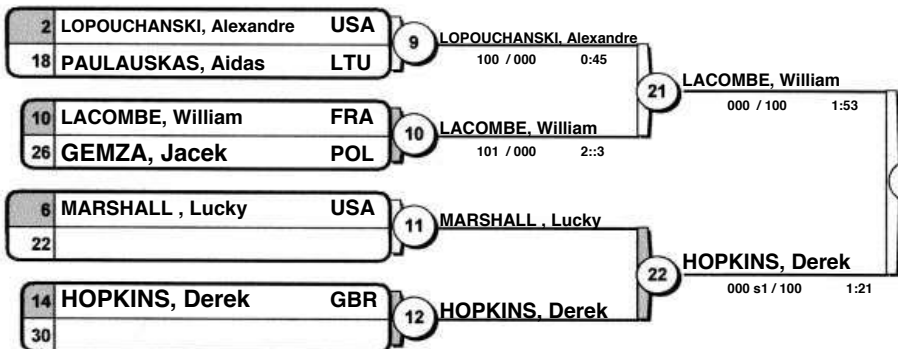 2 LOPOUCHANSKI, Alexandre USA
18 PAULAUSKAS, Aidas LTU
9
LOPOUCHANSKI, Alexandre
100 / 000 0:45
10 LACOMBE, William FRA
26 GEMZA, Jacek POL
10
LACOMBE, William
101 / 000 2::3
21
LACOMBE, William
000 / 100 1:53
6 MARSHALL , Lucky USA
22
11
MARSHALL , Lucky
14 HOPKINS, Derek GBR
30
12
HOPKINS, Derek
22
HOPKINS, Derek
000 s1 / 100 1:21